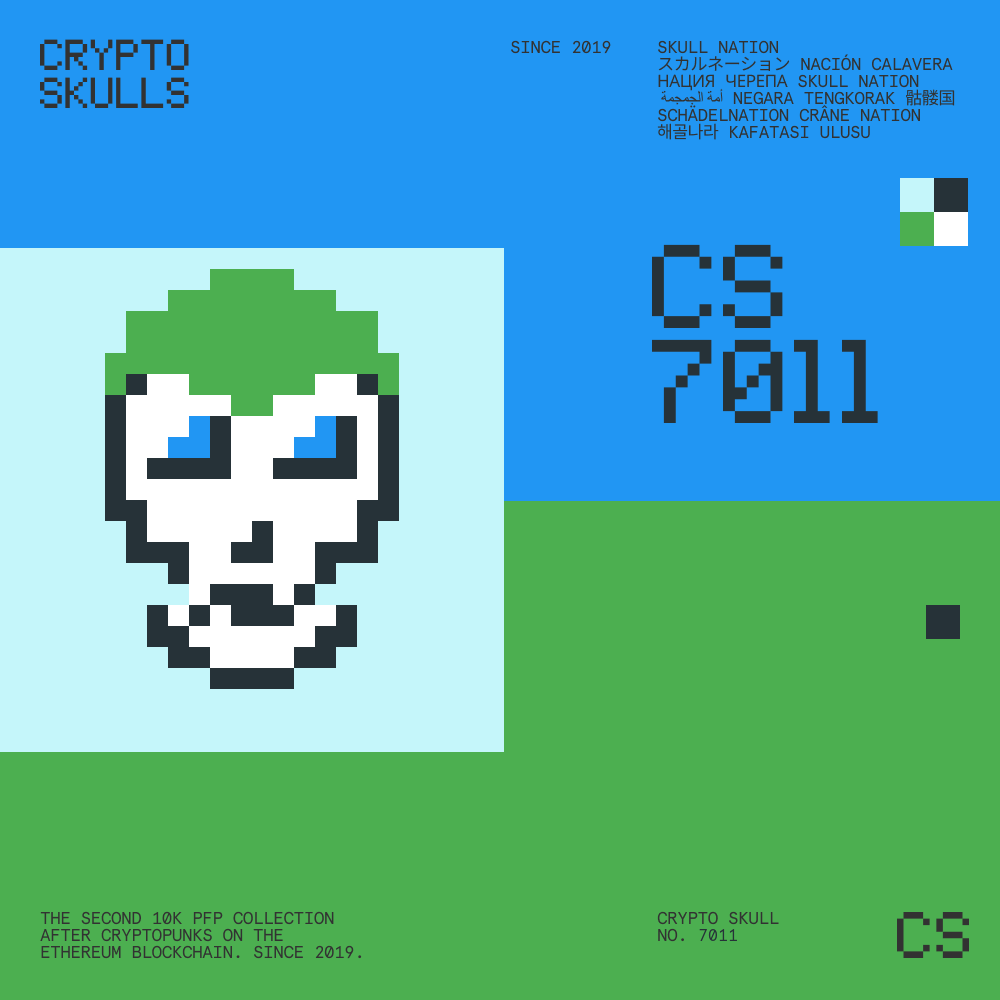 CRYPTO
SKULLS
SINCE 2019
SKULL NATION
スカルネーション NACIÓN CALAVERA
НАЦИЯ ЧЕРЕПА SKULL NATION
أمة الجمجمة NEGARA TENGKORAK 骷髅国
SCHÄDELNATION CRÂNE NATION
해골나라 KAFATASI ULUSU
CS
7011
THE SECOND 10K PFP COLLECTION
AFTER CRYPTOPUNKS ON THE
ETHEREUM BLOCKCHAIN. SINCE 2019.
CRYPTO SKULL
NO. 7011
CS